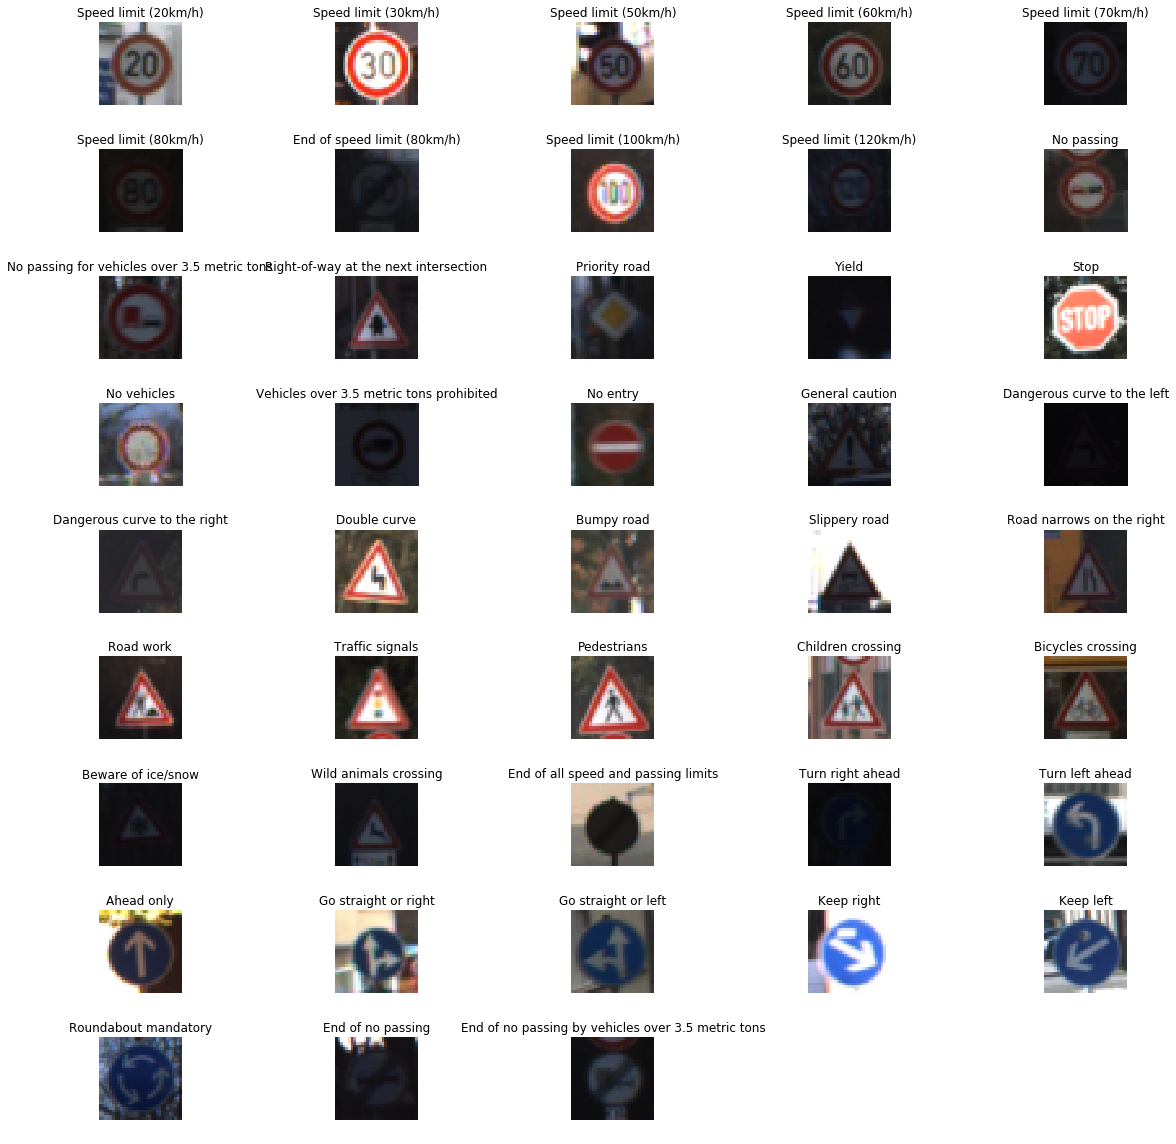 Speed limit (20km/h)
Speed limit (30km/h)
Speed limit (50km/h)
Speed limit (60km/h)
Speed limit (70km/h)
20
30
50
60
70
Speed limit (80km/h)
End of speed limit (80km/h)
Speed limit (100km/h)
Speed limit (120km/h)
No passing
80
80
100
120
No passing for vehicles over 3.5 metric tons
Right-of-way at the next intersection
Priority road
Yield
Stop
STOP
No vehicles
Vehicles over 3.5 metric tons prohibited
No entry
General caution
Dangerous curve to the left
Dangerous curve to the right
Double curve
Bumpy road
Slippery road
Road narrows on the right
Road work
Traffic signals
Pedestrians
Children crossing
Bicycles crossing
Beware of ice/snow
Wild animals crossing
End of all speed and passing limits
Turn right ahead
Turn left ahead
Ahead only
Go straight or right
Go straight or left
Keep right
Keep left
Roundabout mandatory
End of no passing
End of no passing by vehicles over 3.5 metric tons